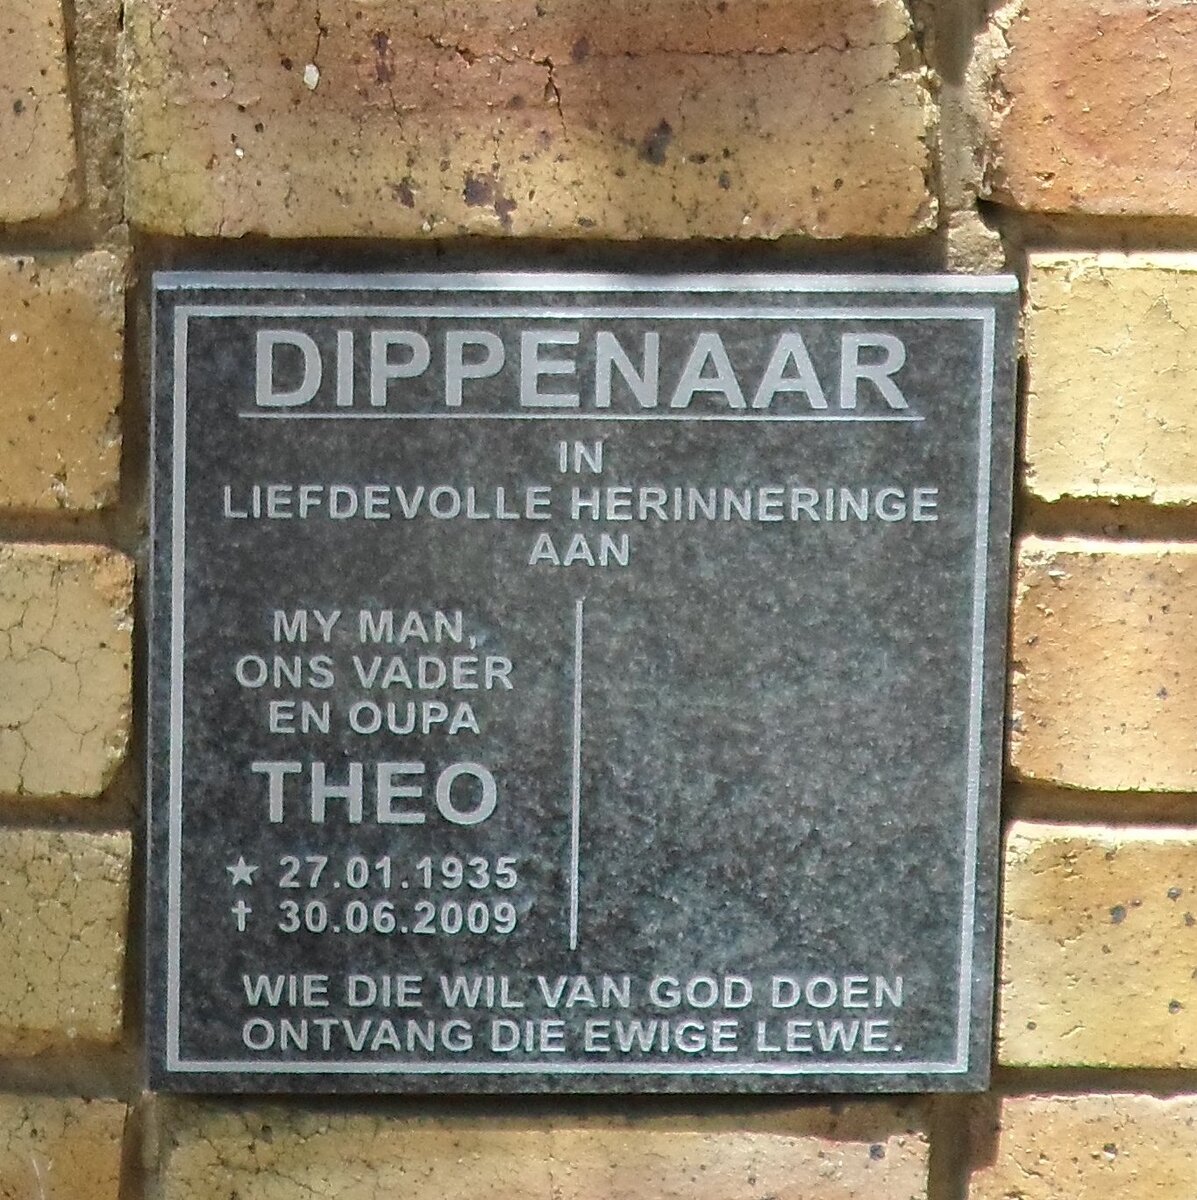 DIPPENAAR
IN
LIEFDEVOLLE HERINNERINGE
AAN
MY MAN,
ONS VADER
EN OUPA
THEO
★ 27.01.1935
✝ 30.06.2009
WIE DIE WIL VAN GOD DOEN
ONTVANG DIE EWIGE LEWE.